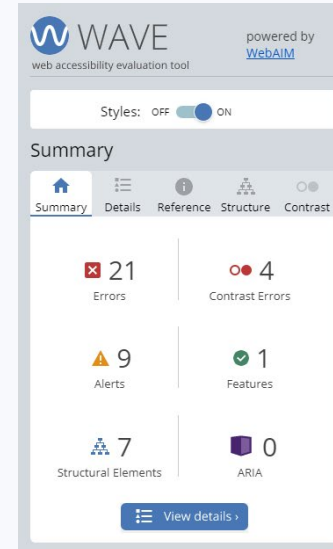 WAVE
web accessibility evaluation tool
powered by
WebAIM
Styles: OFF ON
Summary
Summary Details Reference Structure Contrast
21
Errors
4
Contrast Errors
9
Alerts
1
Features
7
Structural Elements
0
ARIA
View details ›